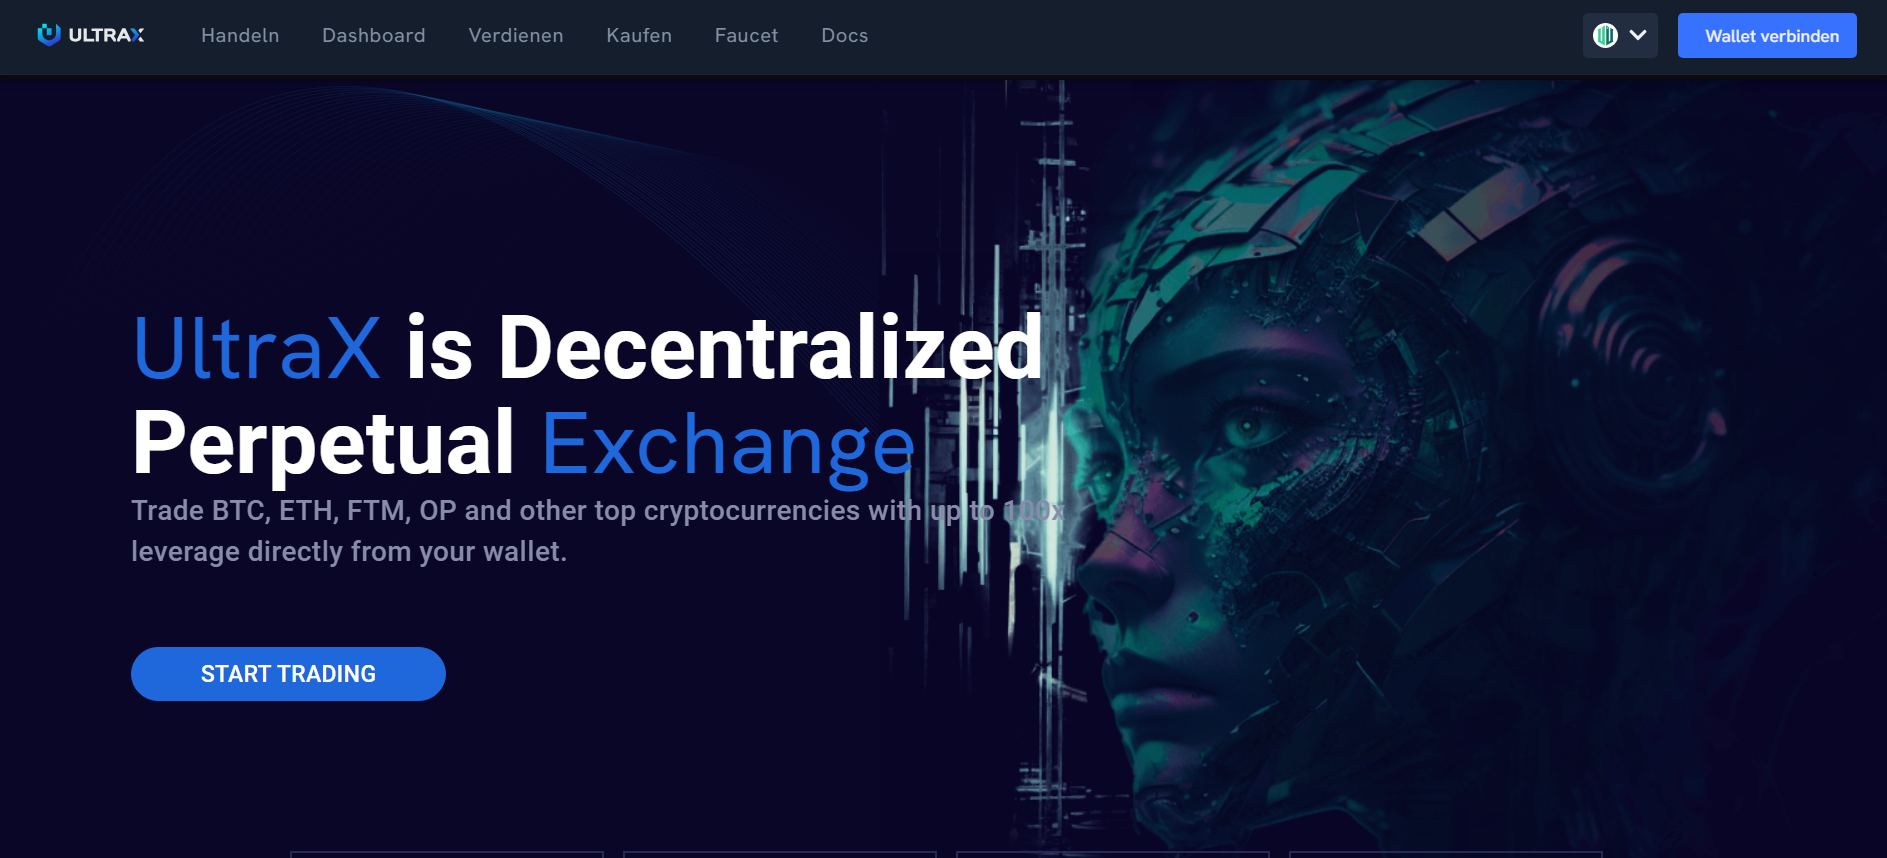 ULTRAX Handeln Dashboard Verdienen Kaufen Faucet Docs Wallet verbinden
UltraX is Decentralized
Perpetual Exchange
Trade BTC, ETH, FTM, OP and other top cryptocurrencies with up to 100x
leverage directly from your wallet.
START TRADING